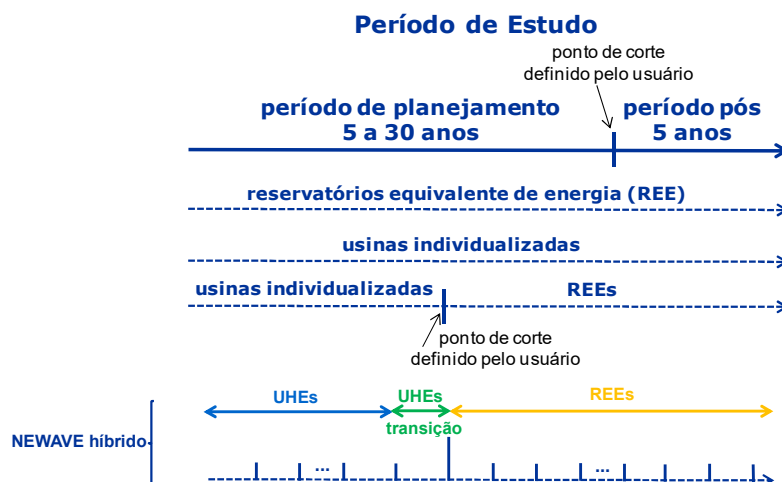 Período de Estudo
ponto de corte
definido pelo usuário
período de planejamento
5 a 30 anos
período pós
5 anos
reservatórios equivalente de energia (REE)
usinas individualizadas
usinas individualizadas
REEs
ponto de corte
definido pelo usuário
UHEs
UHEs
transição
REEs
NEWAVE híbrido
...
...